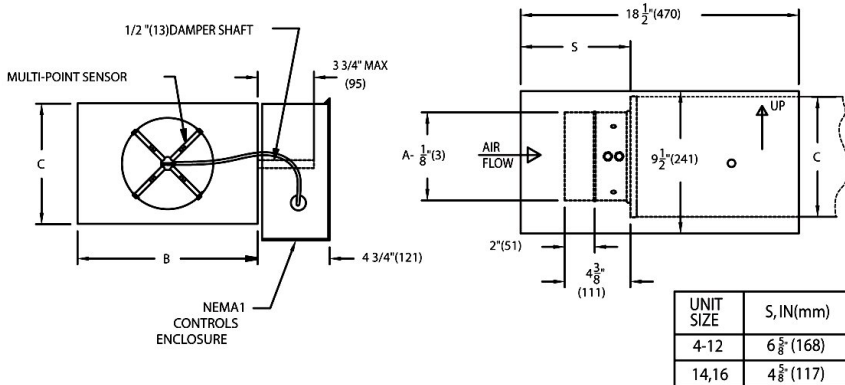 1/2 "(13)DAMPER SHAFT
3 3/4" MAX
(95)
MULTI-POINT SENSOR
C
B
4 3/4"(121)
NEMA1
CONTROLS
ENCLOSURE
18 1/2"(470)
S
UP
A- 1/8"(3)
AIR
FLOW
9 1/2"(241)
C
2"(51)
4 3/8"
(111)
UNIT SIZE S, IN(mm)
4-12 6 5/8" (168)
14,16 4 5/8" (117)